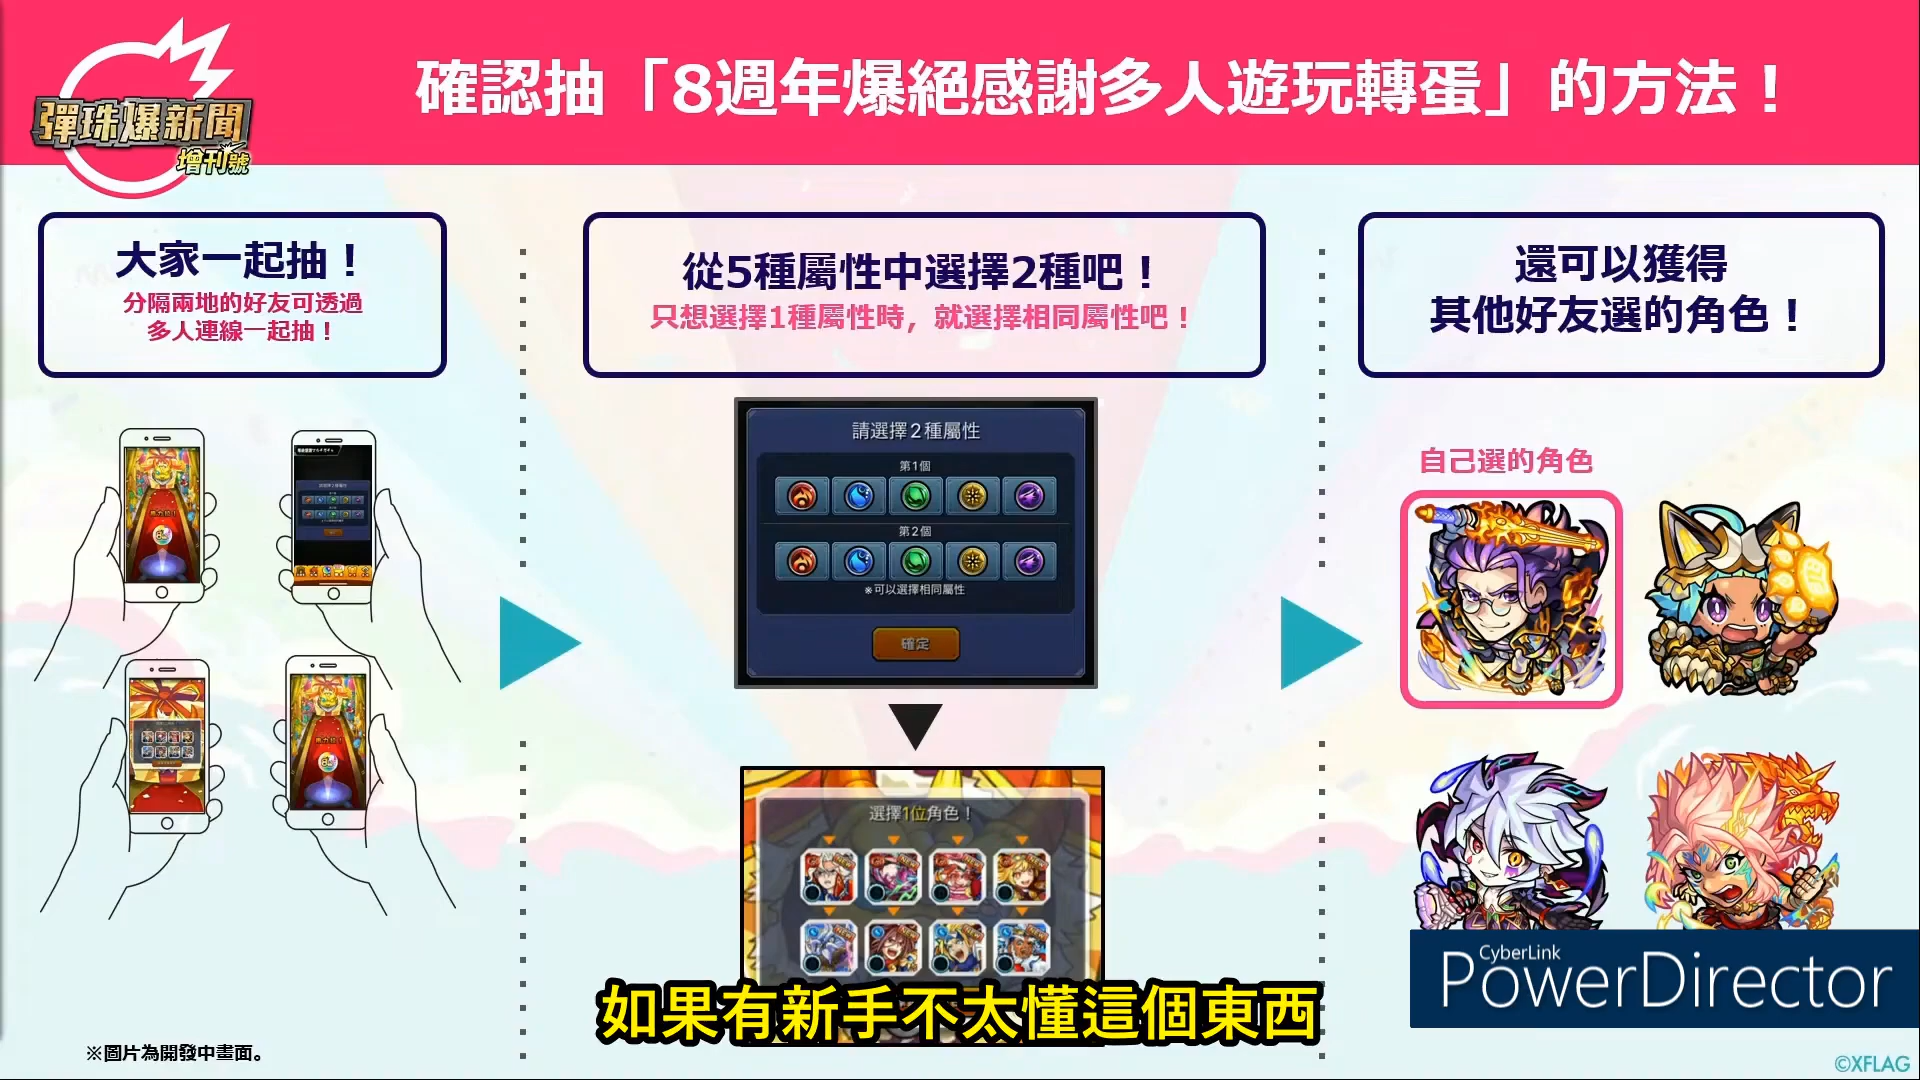 彈珠爆新聞
增刊號
確認抽「8週年爆絕感謝多人遊玩轉蛋」的方法！
大家一起抽！
分隔兩地的好友可透過
多人連線一起抽！
從5種屬性中選擇2種吧！
只想選擇1種屬性時，就選擇相同屬性吧！
還可以獲得
其他好友選的角色！
請選擇2種屬性
第1個
第2個
※可以選擇相同屬性
確定
選擇1位角色！
自己選的角色
如果有新手不太懂這個東西
CyberLink
PowerDirector
※圖片為開發中畫面。
©XFLAG